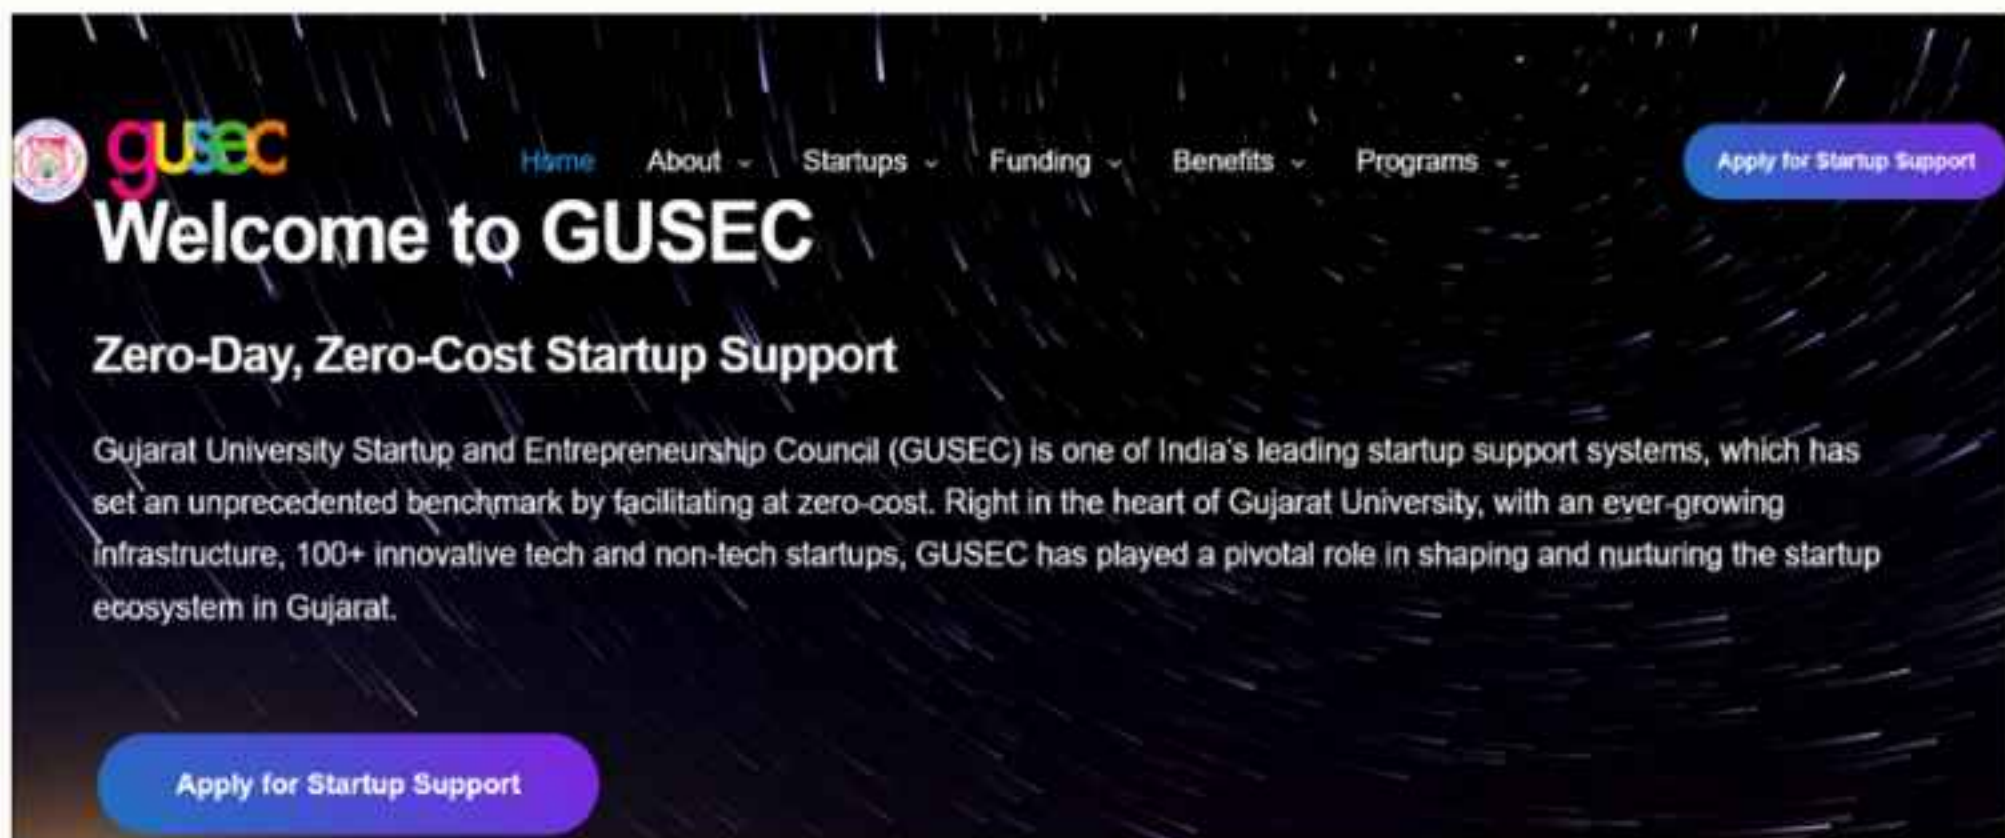 gusec
Home About Startups Funding Benefits Programs Apply for Startup Support
Welcome to GUSEC
Zero-Day, Zero-Cost Startup Support
Gujarat University Startup and Entrepreneurship Council (GUSEC) is one of India's leading startup support systems, which has
set an unprecedented benchmark by facilitating at zero-cost. Right in the heart of Gujarat University, with an ever-growing
infrastructure, 100+ innovative tech and non-tech startups, GUSEC has played a pivotal role in shaping and nurturing the startup
ecosystem in Gujarat.
Apply for Startup Support